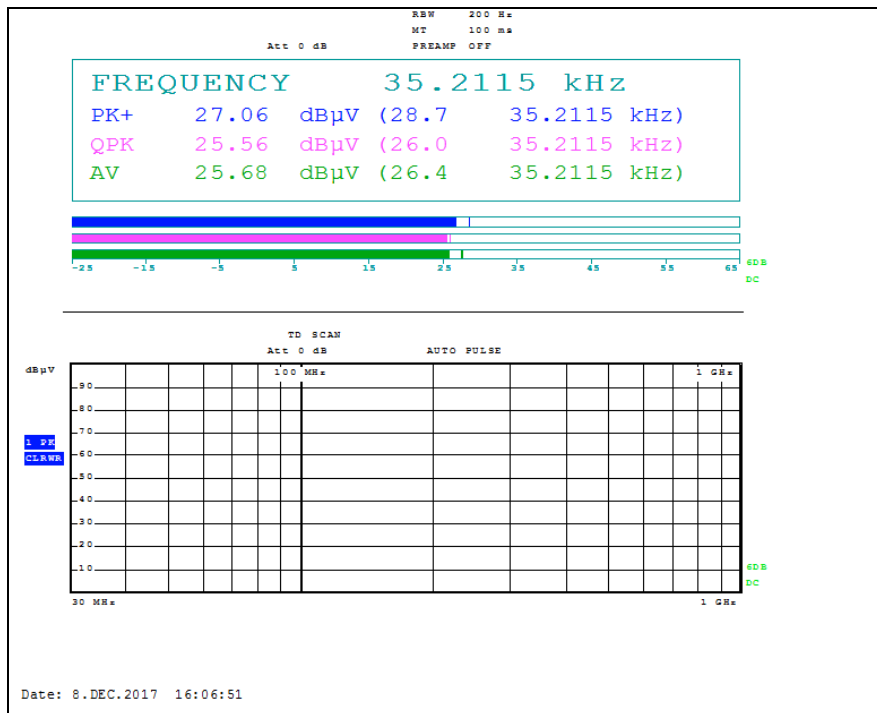 RBW 200 Hz
MT 100 ms
Att 0 dB PREAMP OFF
FREQUENCY 35.2115 kHz
PK+ 27.06 dBµV (28.7 35.2115 kHz)
QPK 25.56 dBµV (26.0 35.2115 kHz)
AV 25.68 dBµV (26.4 35.2115 kHz)
-25 -15 -5 5 15 25 35 45 55 65
6DB
DC
TD SCAN
Att 0 dB AUTO PULSE
dBµV
100 MHz 1 GHz
90
80
70
1 PK
60
CLRWR
50
40
30
20
10
6DB
DC
30 MHz 1 GHz
Date: 8.DEC.2017 16:06:51